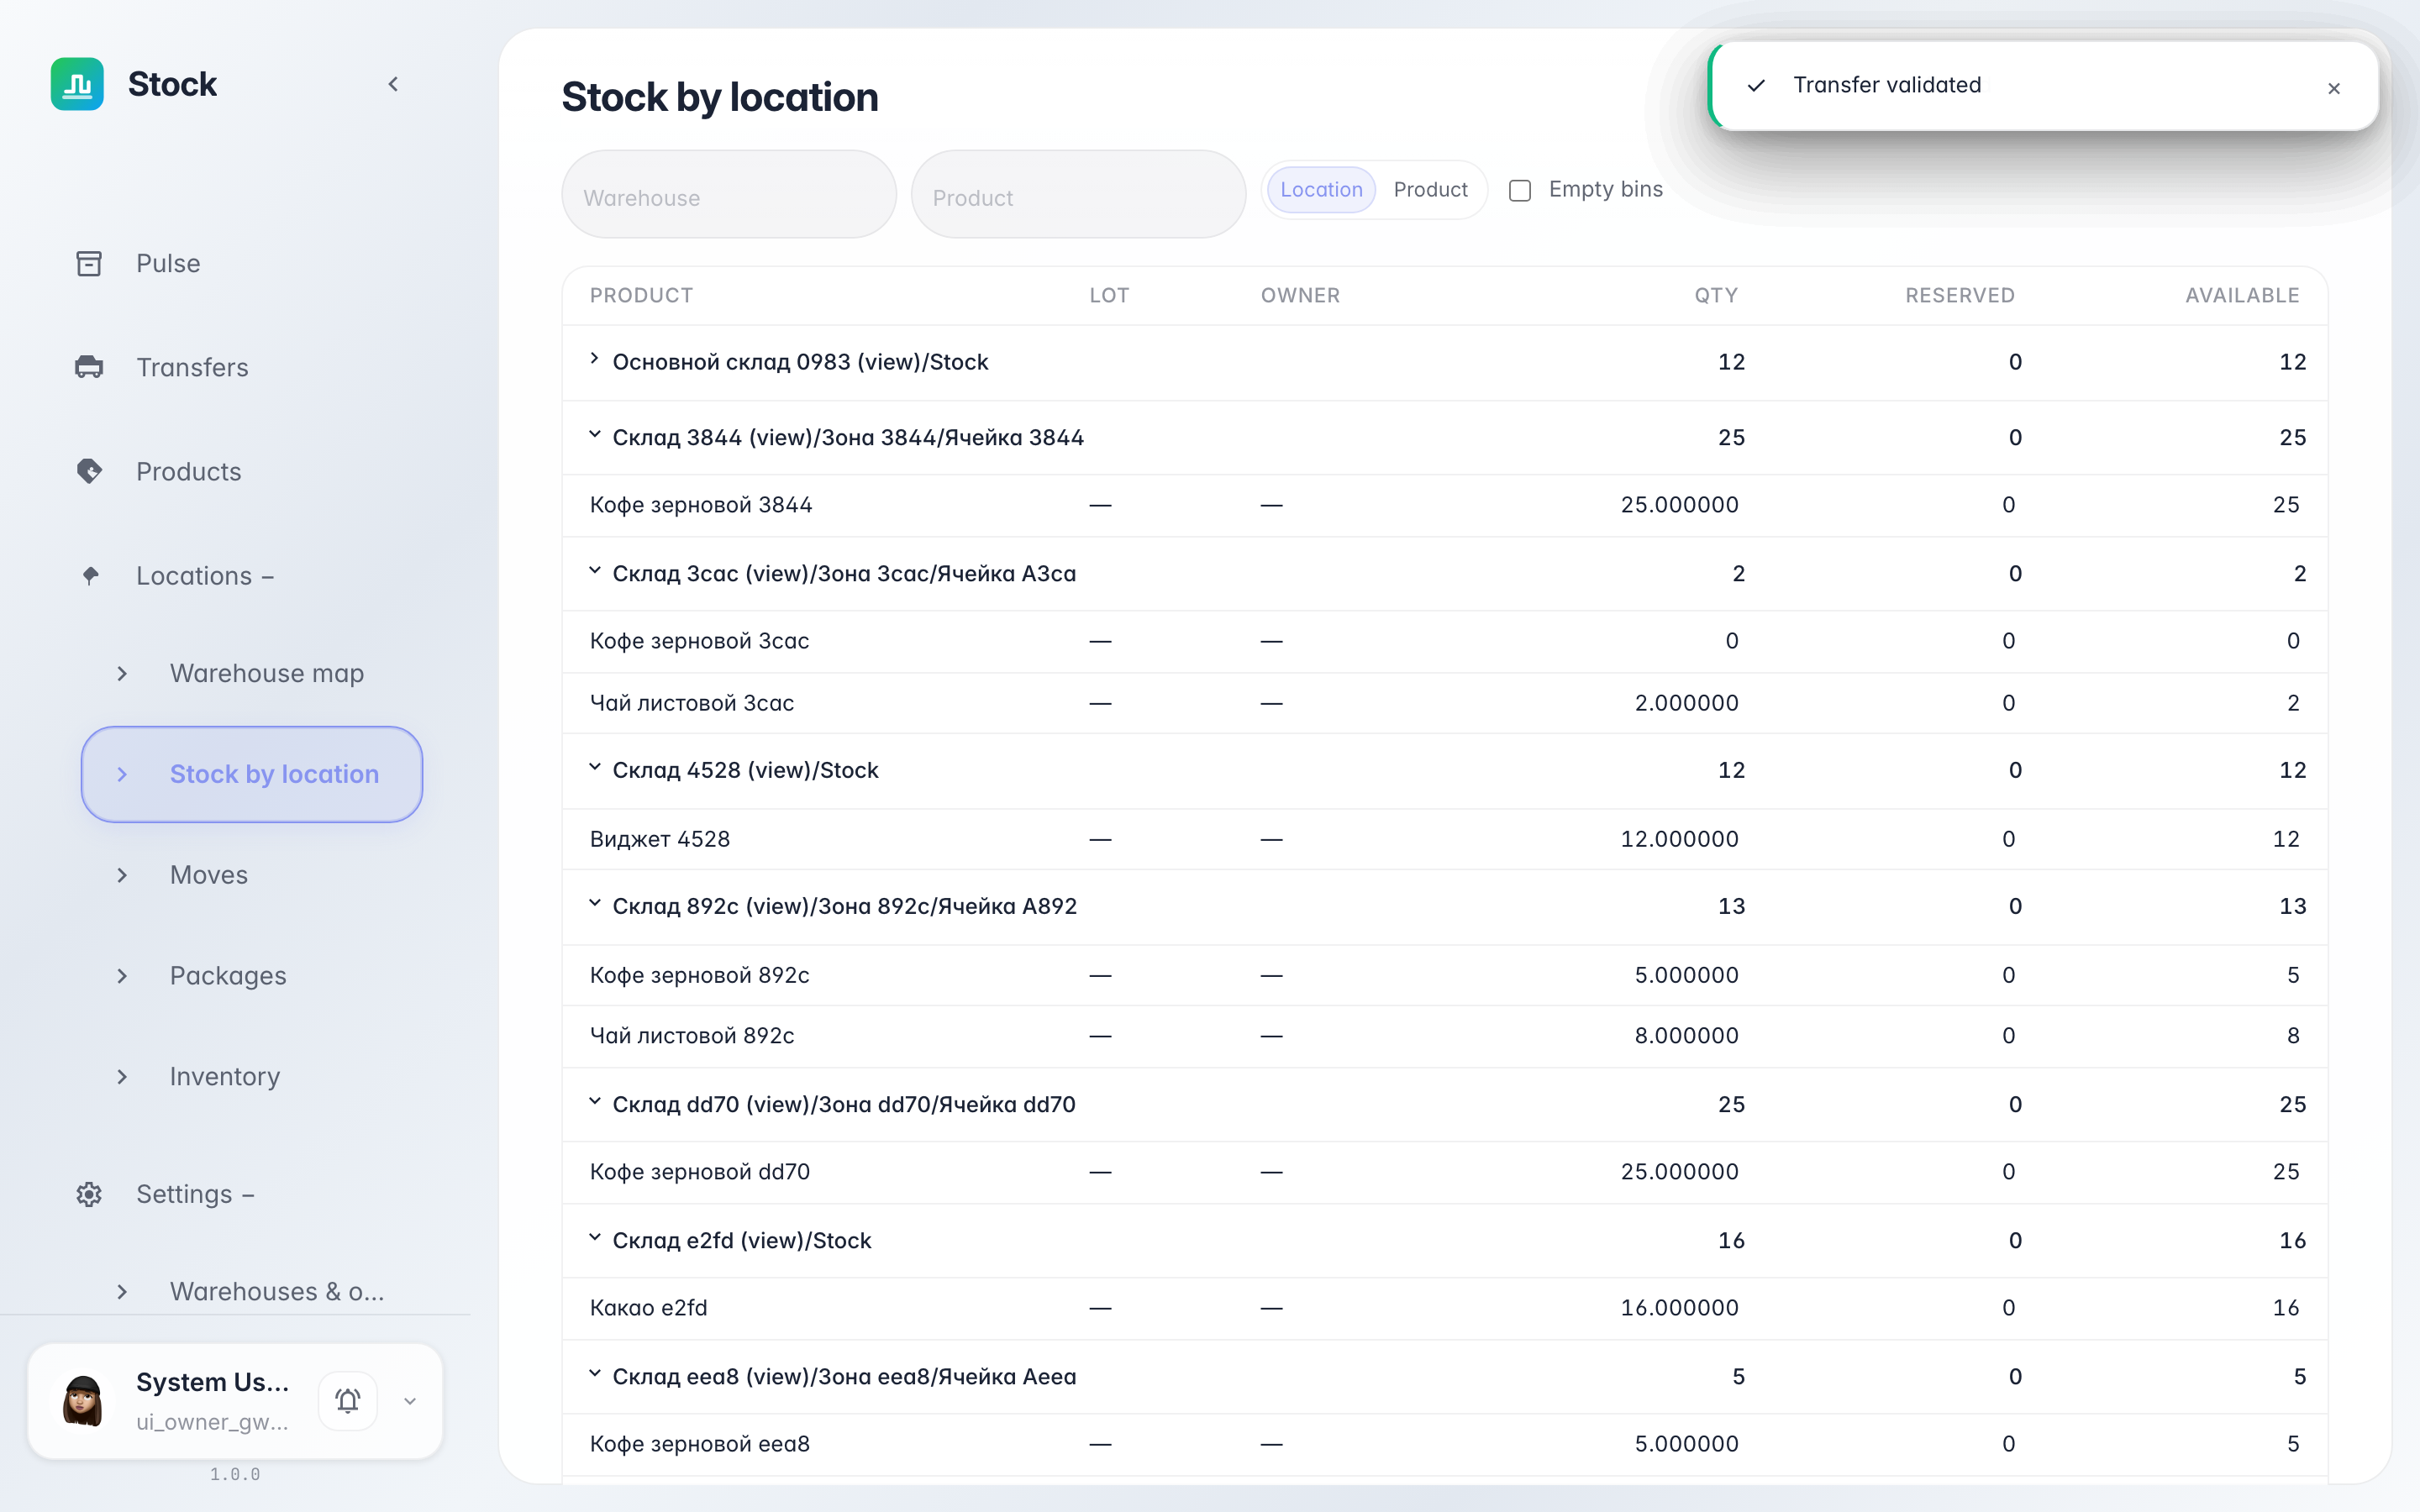 Stock
Pulse
Transfers
Products
Locations –
Warehouse map
Stock by location
Moves
Packages
Inventory
Settings –
Warehouses & o...
System Us...
ui_owner_gw...
1.0.0
Stock by location
Transfer validated
Warehouse
Product
Location Product
Empty bins
PRODUCT LOT OWNER QTY RESERVED AVAILABLE
Основной склад 0983 (view)/Stock 12 0 12
Склад 3844 (view)/Зона 3844/Ячейка 3844 25 0 25
Кофе зерновой 3844 — — 25.000000 0 25
Склад 3cac (view)/Зона 3cac/Ячейка A3ca 2 0 2
Кофе зерновой 3cac — — 0 0 0
Чай листовой 3cac — — 2.000000 0 2
Склад 4528 (view)/Stock 12 0 12
Виджет 4528 — — 12.000000 0 12
Склад 892c (view)/Зона 892c/Ячейка A892 13 0 13
Кофе зерновой 892c — — 5.000000 0 5
Чай листовой 892c — — 8.000000 0 8
Склад dd70 (view)/Зона dd70/Ячейка dd70 25 0 25
Кофе зерновой dd70 — — 25.000000 0 25
Склад e2fd (view)/Stock 16 0 16
Какао e2fd — — 16.000000 0 16
Склад eea8 (view)/Зона eea8/Ячейка Aeea 5 0 5
Кофе зерновой eea8 — — 5.000000 0 5